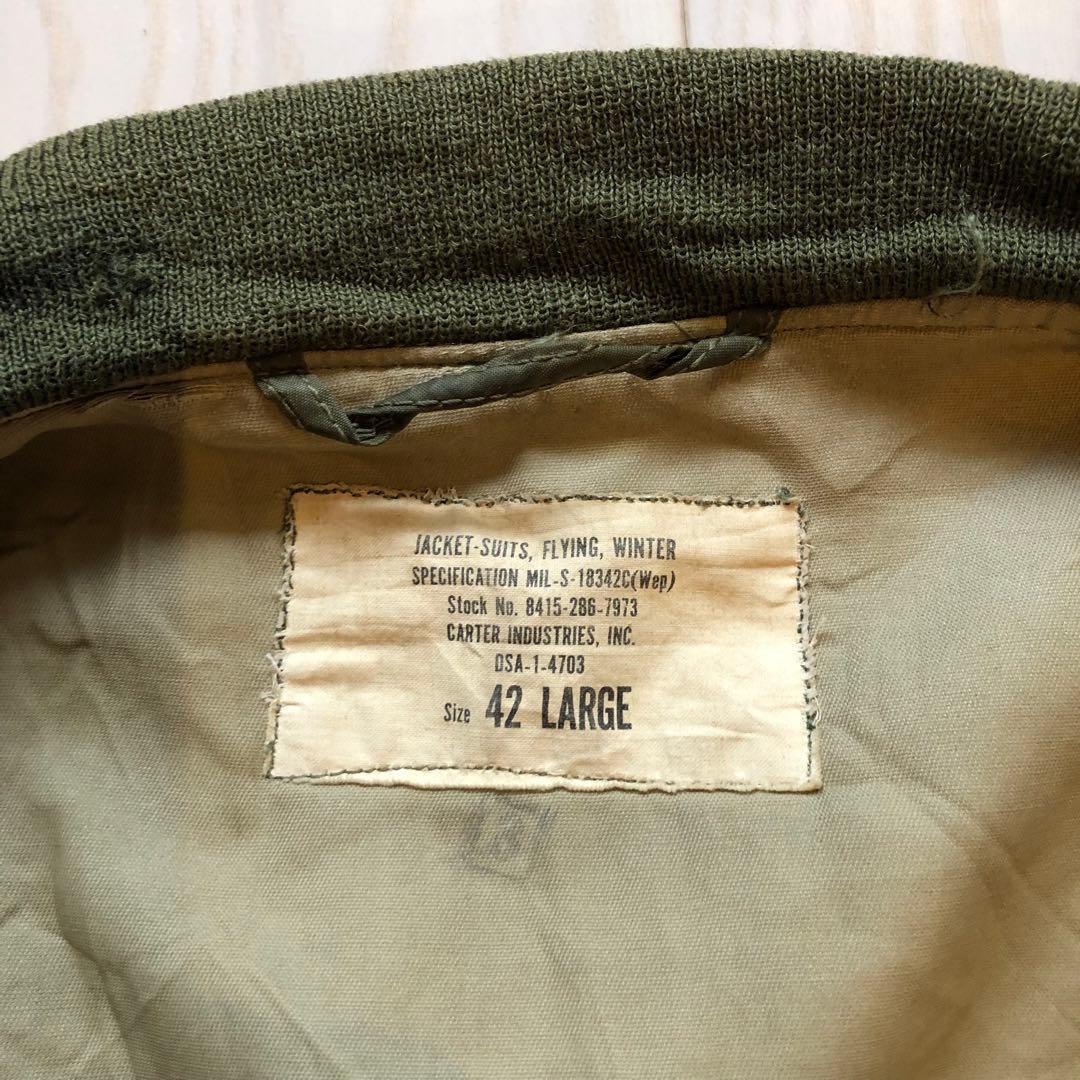 JACKET-SUITS, FLYING, WINTER
SPECIFICATION MIL-S-18342C(Wep)
Stock No. 8415-286-7973
CARTER INDUSTRIES, INC.
DSA-1-4703
Size 42 LARGE